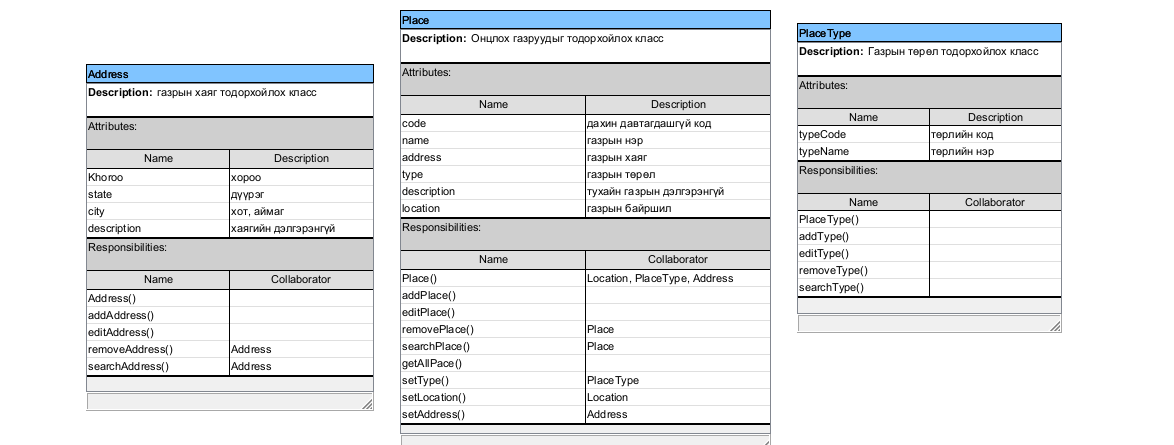 Address
Description: газрын хаяг тодорхойлох класс
Attributes:
Name Description
Khoroo хороо
state дүүрэг
city хот, аймаг
description хаягийн дэлгэрэнгүй
Responsibilities:
Name Collaborator
Address()
addAddress()
editAddress()
removeAddress() Address
searchAddress() Address
Place
Description: Онцлох газруудыг тодорхойлох класс
Attributes:
Name Description
code дахин давтагдашгүй код
name газрын нэр
address газрын хаяг
type газрын төрөл
description тухайн газрын дэлгэрэнгүй
location газрын байршил
Responsibilities:
Name Collaborator
Place() Location, PlaceType, Address
addPlace()
editPlace()
removePlace() Place
searchPlace() Place
getAllPace()
setType() PlaceType
setLocation() Location
setAddress() Address
PlaceType
Description: Газрын төрөл тодорхойлох класс
Attributes:
Name Description
typeCode төрлийн код
typeName төрлийн нэр
Responsibilities:
Name Collaborator
PlaceType()
addType()
editType()
removeType()
searchType()